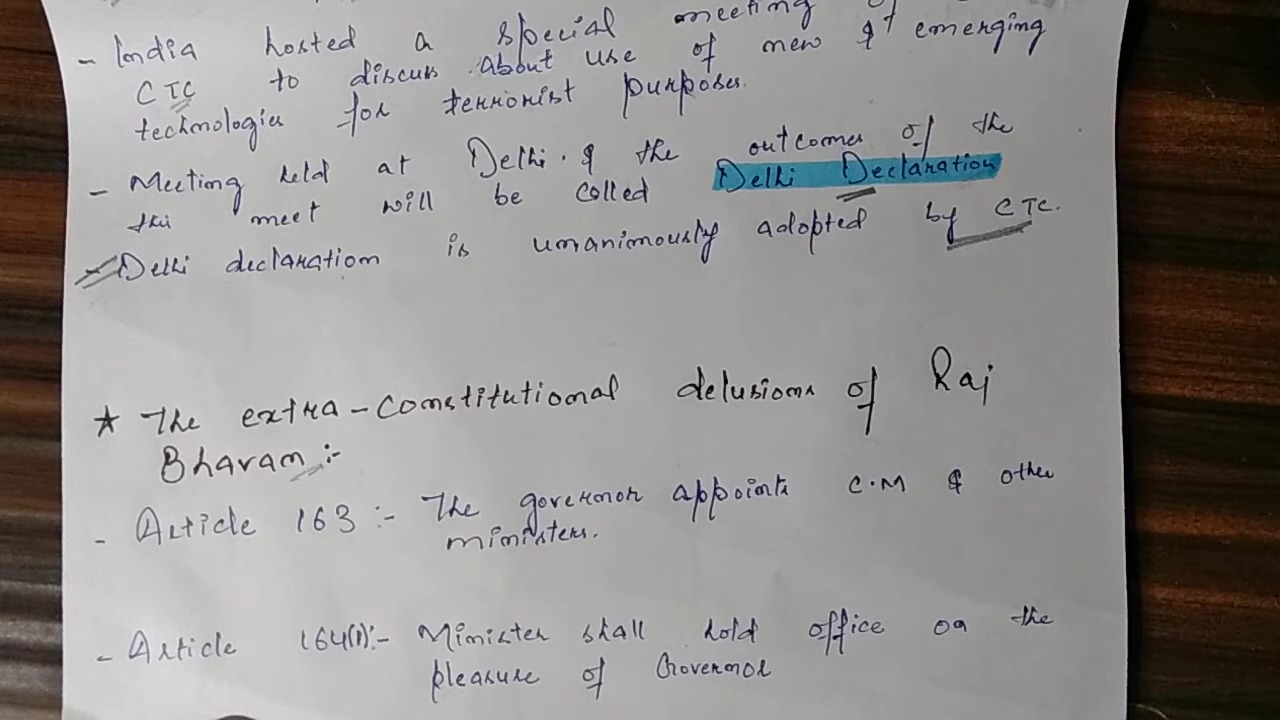 - India hosted a special meeting of
CTC to discuss about use of new & emerging
technologies for terrorist purposes.
- Meeting held at Delhi. & the outcomes of the
this meet will be called Delhi Declaration
- Delhi declaration is unanimously adopted by CTC.
* The extra-constitutional delusions of Raj
Bhavan :-
- Article 163 :- The governor appoints C.M & other
ministers.
- Article 164(1):- Minister shall hold office on the
pleasure of Governor